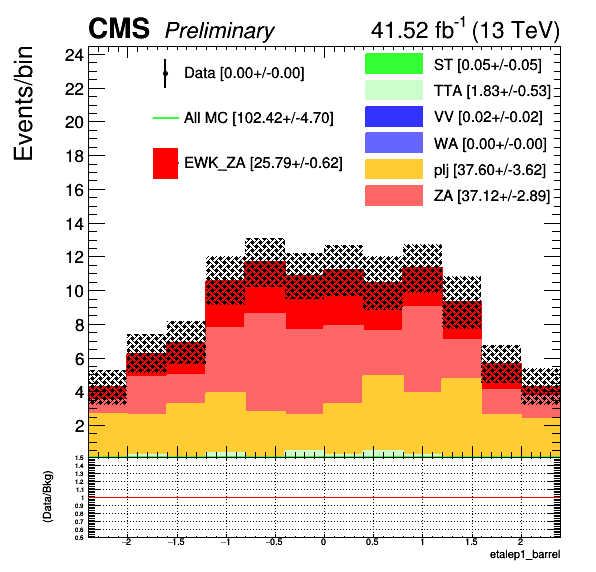 CMS Preliminary 41.52 fb⁻¹ (13 TeV)
Events/bin
24
22
20
18
16
14
12
10
8
6
4
2
Data [0.00+/-0.00]
All MC [102.42+/-4.70]
EWK_ZA [25.79+/-0.62]
ST [0.05+/-0.05]
TTA [1.83+/-0.53]
VV [0.02+/-0.02]
WA [0.00+/-0.00]
plj [37.60+/-3.62]
ZA [37.12+/-2.89]
(Data/Bkg)
1.5
1.4
1.3
1.2
1.1
1
0.9
0.8
0.7
0.6
0.5
−2 −1.5 −1 −0.5 0 0.5 1 1.5 2
etalep1_barrel